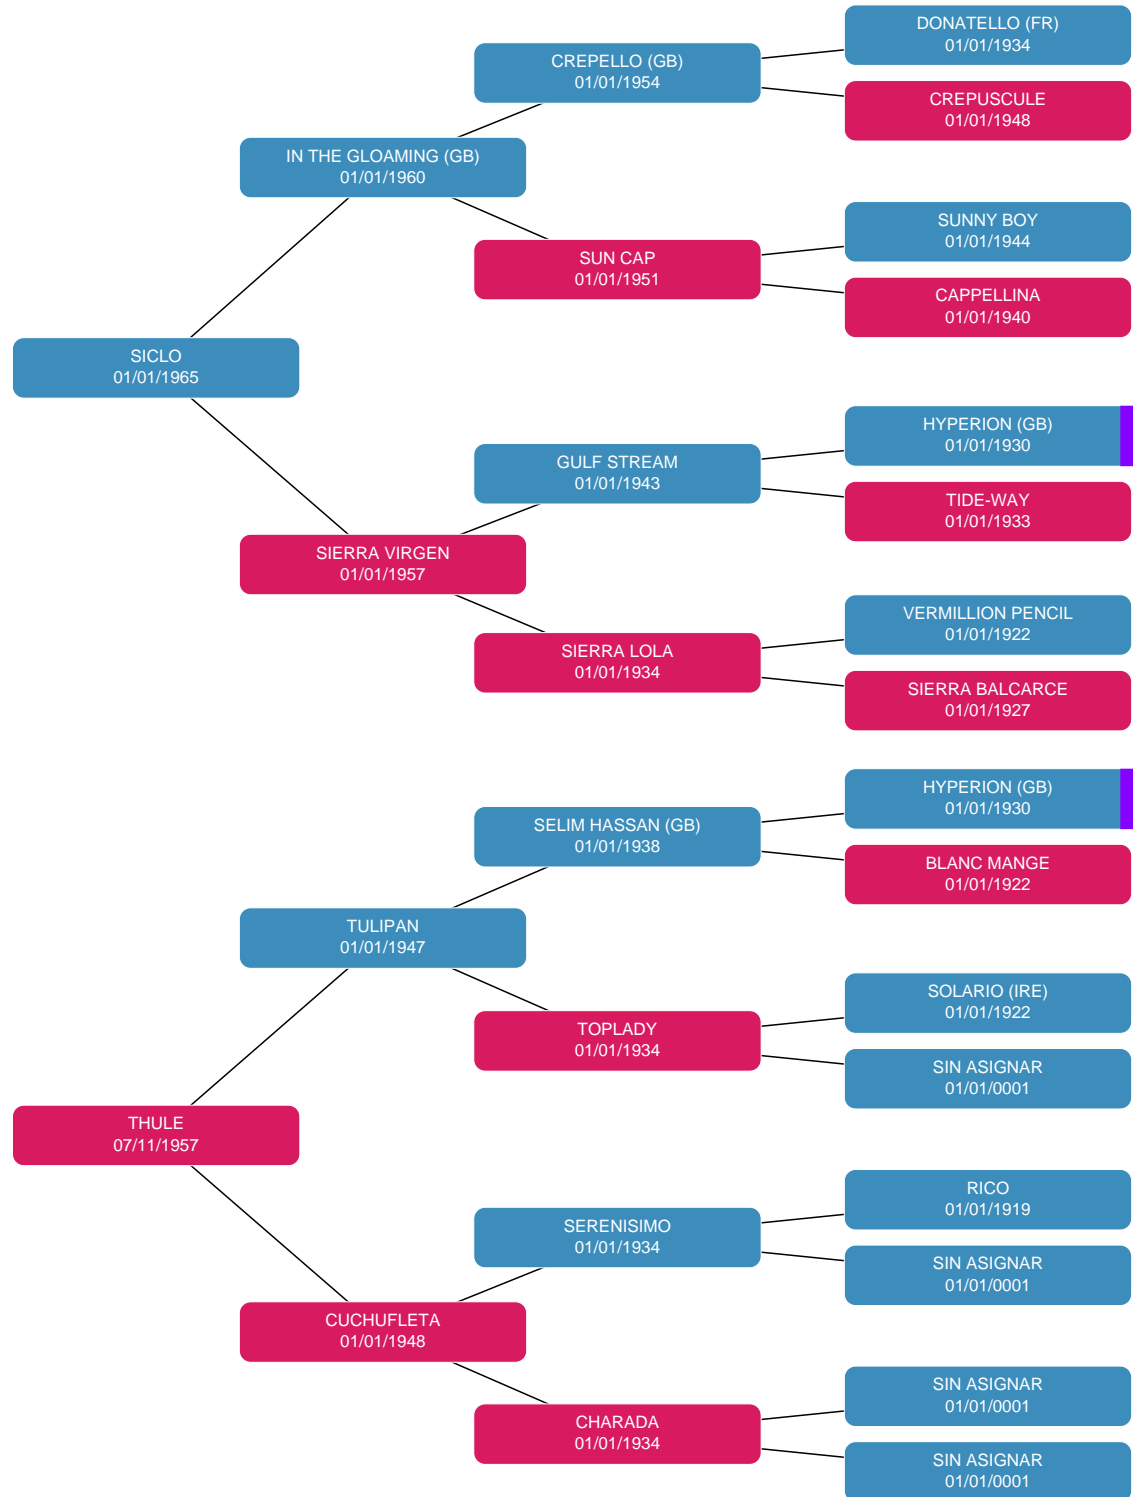 DONATELLO (FR)
01/01/1934
CREPELLO (GB)
01/01/1954
CREPUSCULE
01/01/1948
IN THE GLOAMING (GB)
01/01/1960
SUNNY BOY
01/01/1944
SUN CAP
01/01/1951
CAPPELLINA
01/01/1940
SICLO
01/01/1965
HYPERION (GB)
01/01/1930
GULF STREAM
01/01/1943
TIDE-WAY
01/01/1933
SIERRA VIRGEN
01/01/1957
VERMILLION PENCIL
01/01/1922
SIERRA LOLA
01/01/1934
SIERRA BALCARCE
01/01/1927
HYPERION (GB)
01/01/1930
SELIM HASSAN (GB)
01/01/1938
BLANC MANGE
01/01/1922
TULIPAN
01/01/1947
SOLARIO (IRE)
01/01/1922
TOPLADY
01/01/1934
SIN ASIGNAR
01/01/0001
THULE
07/11/1957
RICO
01/01/1919
SERENISIMO
01/01/1934
SIN ASIGNAR
01/01/0001
CUCHUFLETA
01/01/1948
SIN ASIGNAR
01/01/0001
CHARADA
01/01/1934
SIN ASIGNAR
01/01/0001